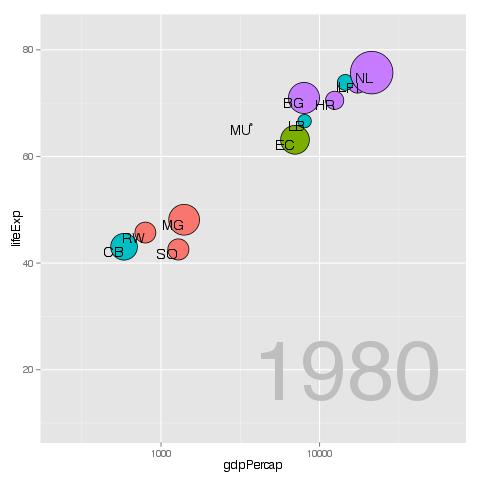 80
60
40
20
lifeExp
NL
BG
HR
LB
MU
EC
MG
RW
CB
SO
1980
1000
10000
gdpPercap